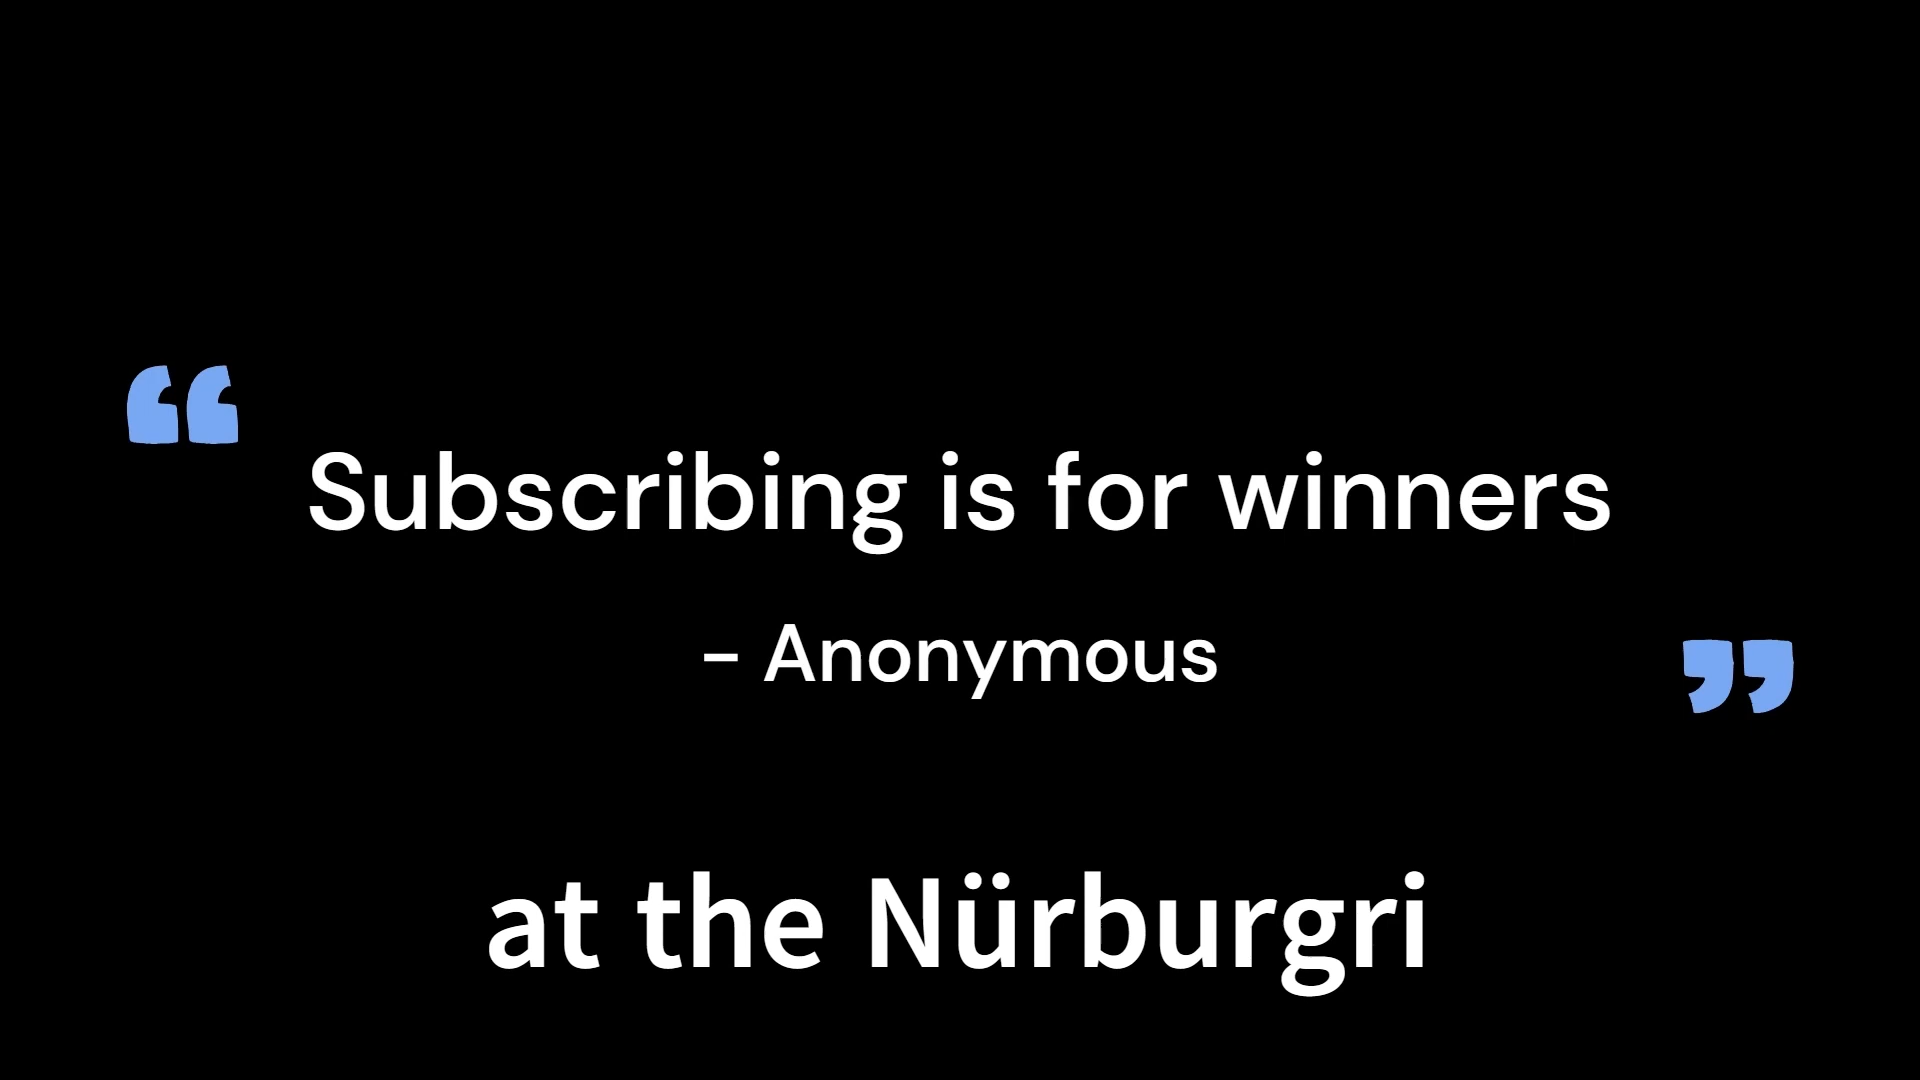 “Subscribing is for winners
– Anonymous”
at the Nürburgri